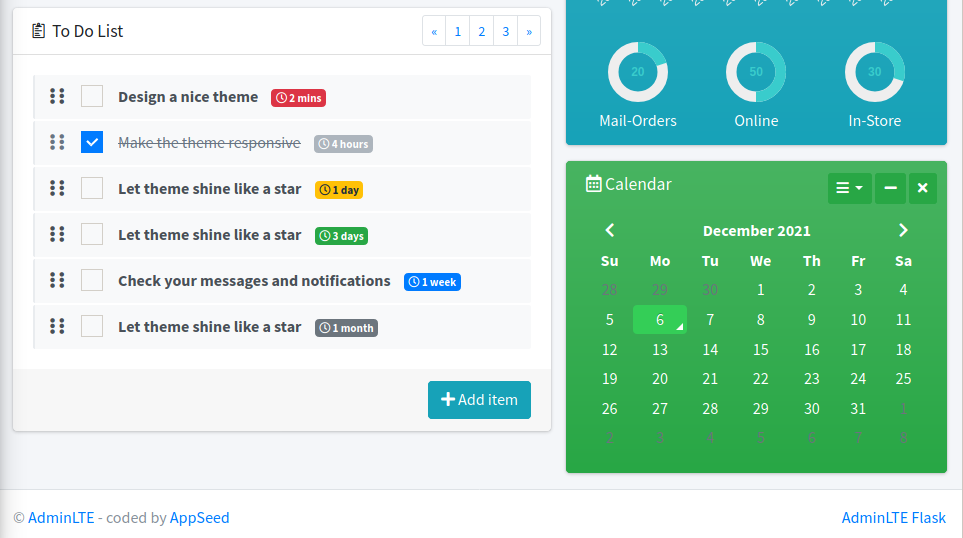 To Do List
« 1 2 3 »
Design a nice theme 2 mins
Make the theme responsive 4 hours
Let theme shine like a star 1 day
Let theme shine like a star 3 days
Check your messages and notifications 1 week
Let theme shine like a star 1 month
Add item
20 50 30
Mail-Orders Online In-Store
Calendar
December 2021
Su Mo Tu We Th Fr Sa
28 29 30 1 2 3 4
5 6 7 8 9 10 11
12 13 14 15 16 17 18
19 20 21 22 23 24 25
26 27 28 29 30 31 1
2 3 4 5 6 7 8
© AdminLTE - coded by AppSeed
AdminLTE Flask